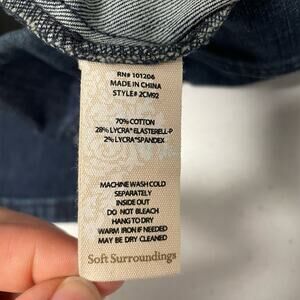 RN# 101206
MADE IN CHINA
STYLE# 2CM92
70% COTTON
28% LYCRA®ELASTERELL-P
2% LYCRA®SPANDEX
MACHINE WASH COLD
SEPARATELY
INSIDE OUT
DO NOT BLEACH
HANG TO DRY
WARM IRON IF NEEDED
MAY BE DRY CLEANED
Soft Surroundings